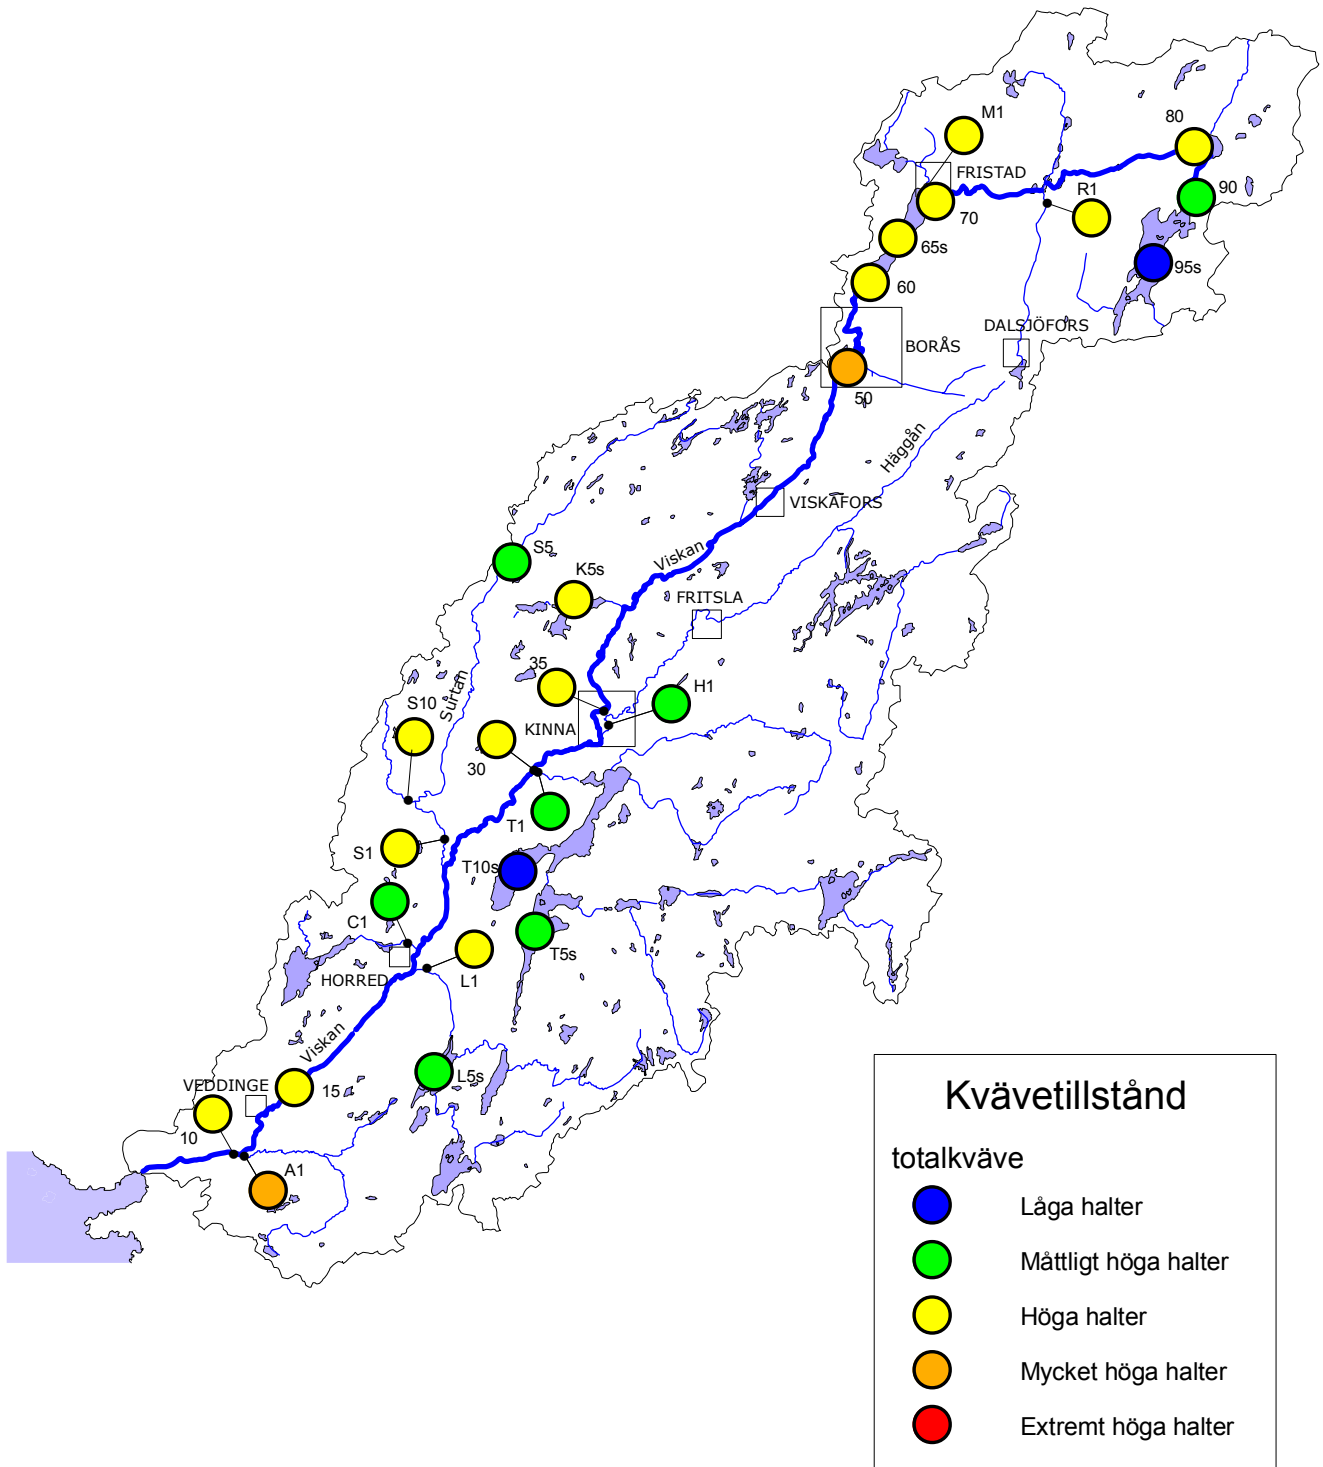 M1
80
FRISTAD
R1
90
70
65s
95s
60
DALSJÖFORS
BORÅS
50
Häggån
VISKAFORS
S5
Viskan
K5s
FRITSLA
35
H1
Surtan
S10
KINNA
30
T1
S1
T10s
C1
T5s
HORRED
L1
Viskan
L5s
VEDDINGE
15
10
A1
Kvävetillstånd
totalkväve
Låga halter
Måttligt höga halter
Höga halter
Mycket höga halter
Extremt höga halter